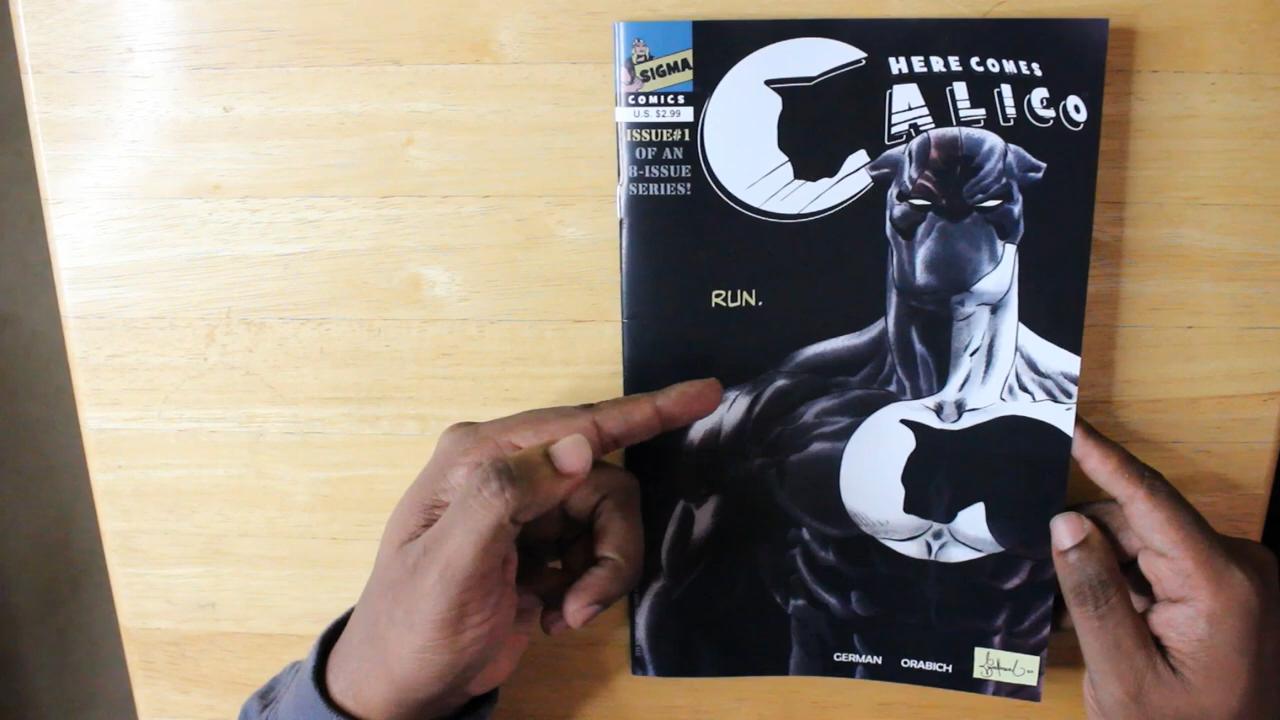 SIGMA
COMICS
U.S. $2.99
ISSUE#1
OF AN
8-ISSUE
SERIES!
HERE COMES
CALICO
RUN.
GERMAN ORABICH